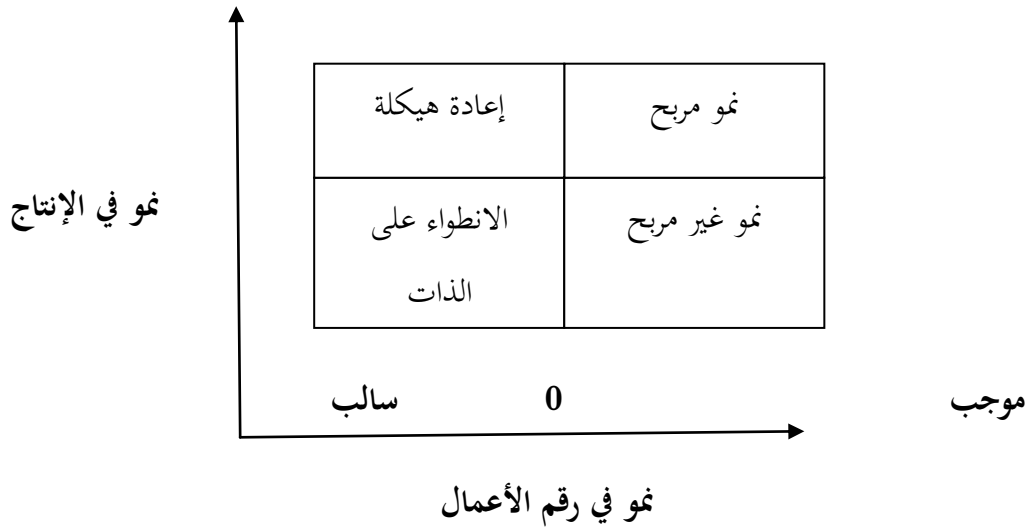 نمو مربح
إعادة هيكلة
نمو في الإنتاج
نمو غير مربح
الانطواء على
الذات
موجب
0
سالب
نمو في رقم الأعمال